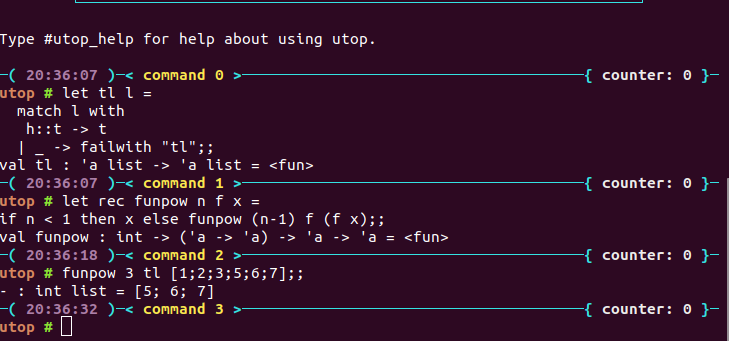 Type #utop_help for help about using utop.
─( 20:36:07 )─< command 0 >─{ counter: 0 }─
utop # let tl l =
match l with
h::t -> t
| _ -> failwith "tl";;
val tl : 'a list -> 'a list = <fun>
─( 20:36:07 )─< command 1 >─{ counter: 0 }─
utop # let rec funpow n f x =
if n < 1 then x else funpow (n-1) f (f x);;
val funpow : int -> ('a -> 'a) -> 'a -> 'a = <fun>
─( 20:36:18 )─< command 2 >─{ counter: 0 }─
utop # funpow 3 tl [1;2;3;5;6;7];;
- : int list = [5; 6; 7]
─( 20:36:32 )─< command 3 >─{ counter: 0 }─
utop #